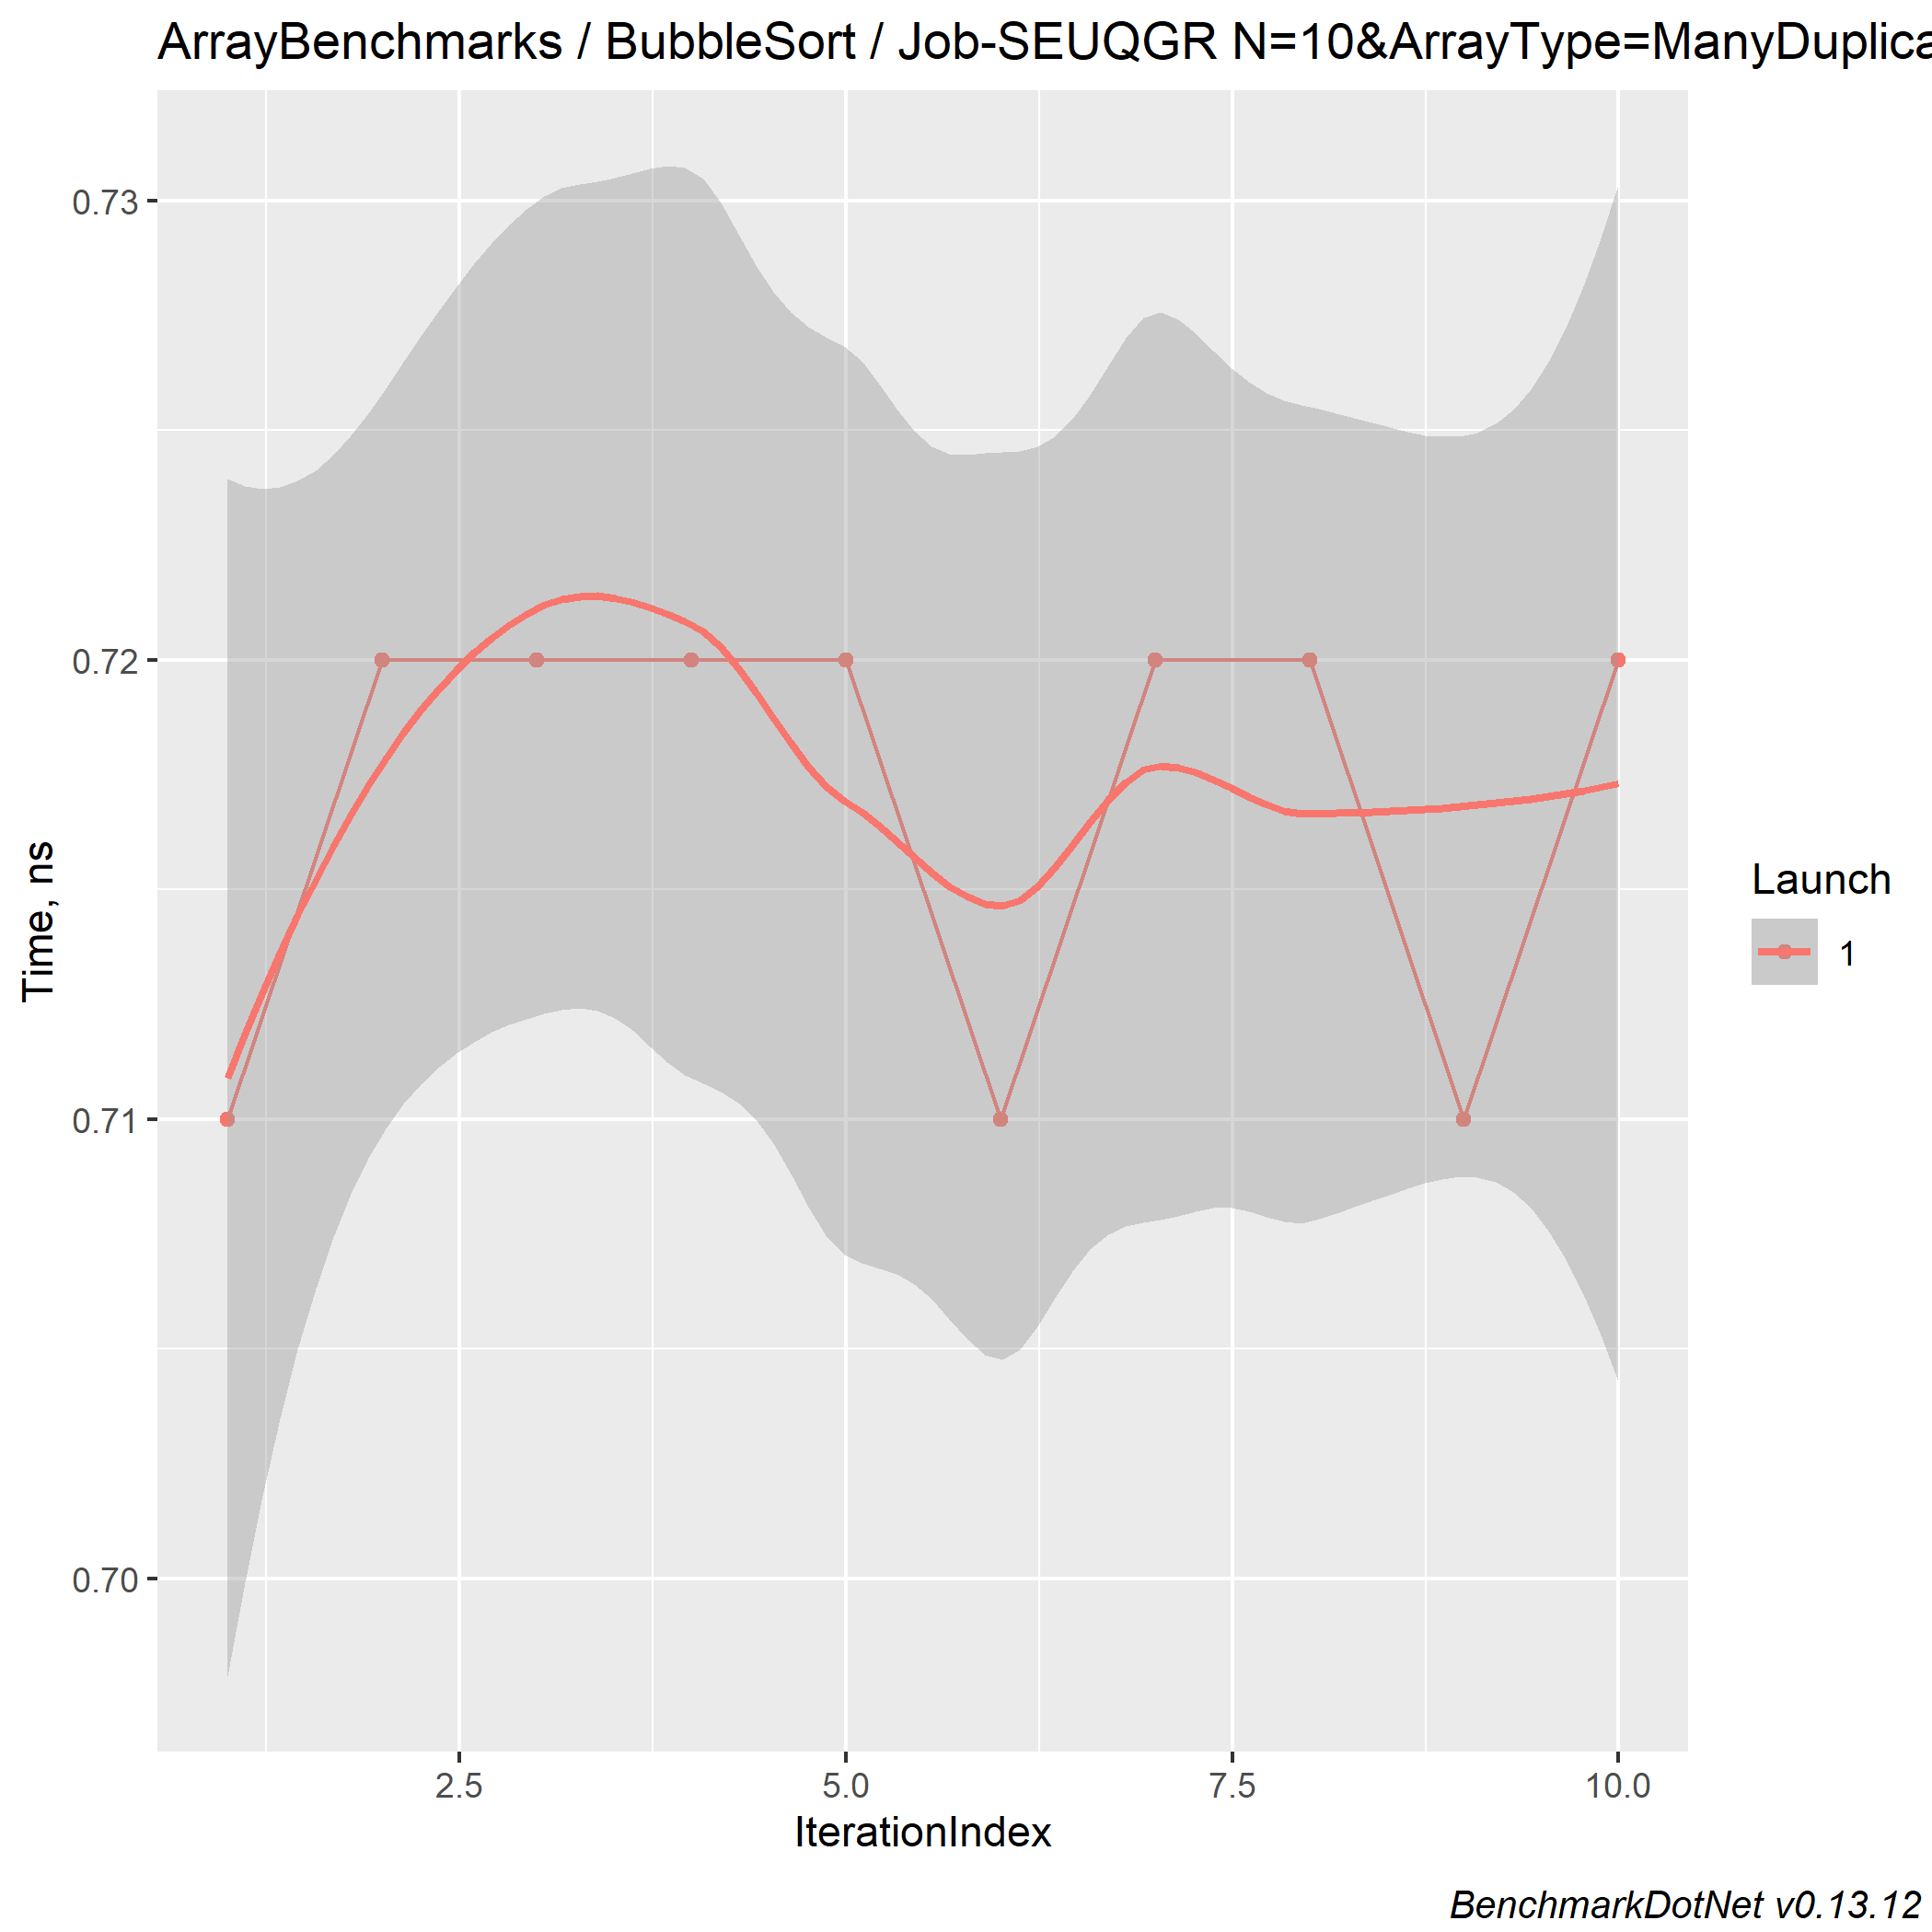 ArrayBenchmarks / BubbleSort / Job-SEUQGR N=10&ArrayType=ManyDuplica
0.73
0.72
0.71
0.70
Time, ns
2.5 5.0 7.5 10.0
IterationIndex
Launch
1
BenchmarkDotNet v0.13.12